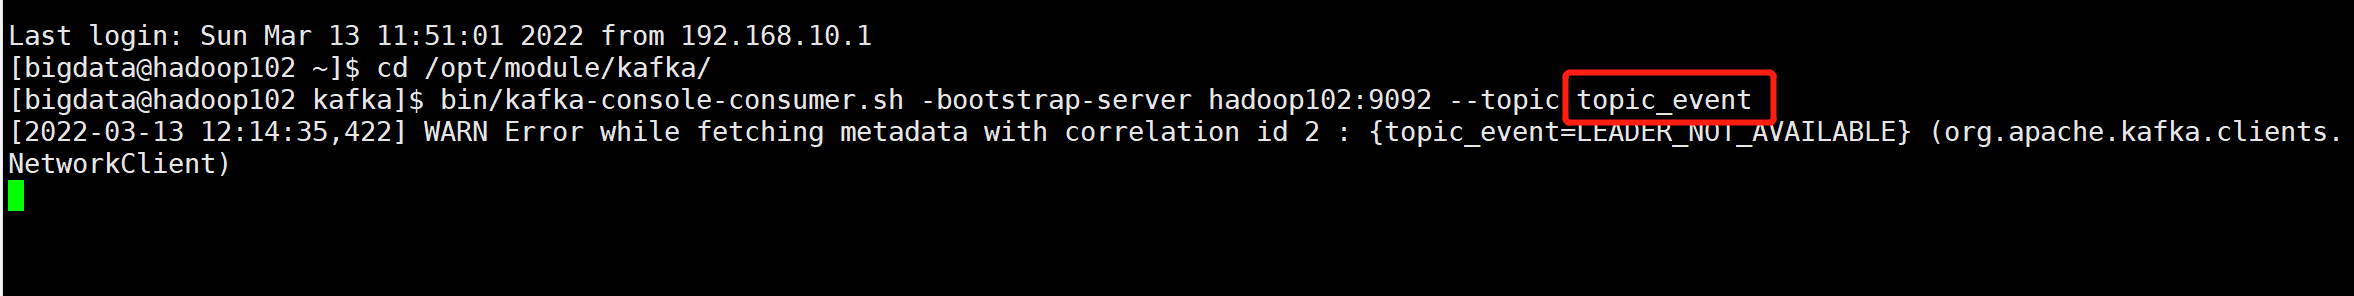 Last login: Sun Mar 13 11:51:01 2022 from 192.168.10.1
[bigdata@hadoop102 ~]$ cd /opt/module/kafka/
[bigdata@hadoop102 kafka]$ bin/kafka-console-consumer.sh -bootstrap-server hadoop102:9092 --topic topic_event
[2022-03-13 12:14:35,422] WARN Error while fetching metadata with correlation id 2 : {topic_event=LEADER_NOT_AVAILABLE} (org.apache.kafka.clients.
NetworkClient)